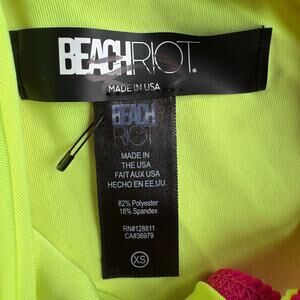 BEACHRIOT®
MADE IN USA
BEACH
RIOT
MADE IN
THE USA
FAIT AUX USA
HECHO EN EE.UU.
82% Polyester
18% Spandex
RN#128811
CA#36979
XS